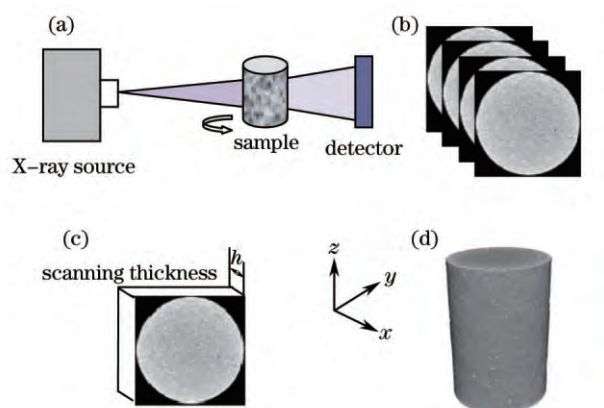 (a)
X-ray source
sample
detector
(b)
(c)
scanning thickness
h
z
y
x
(d)